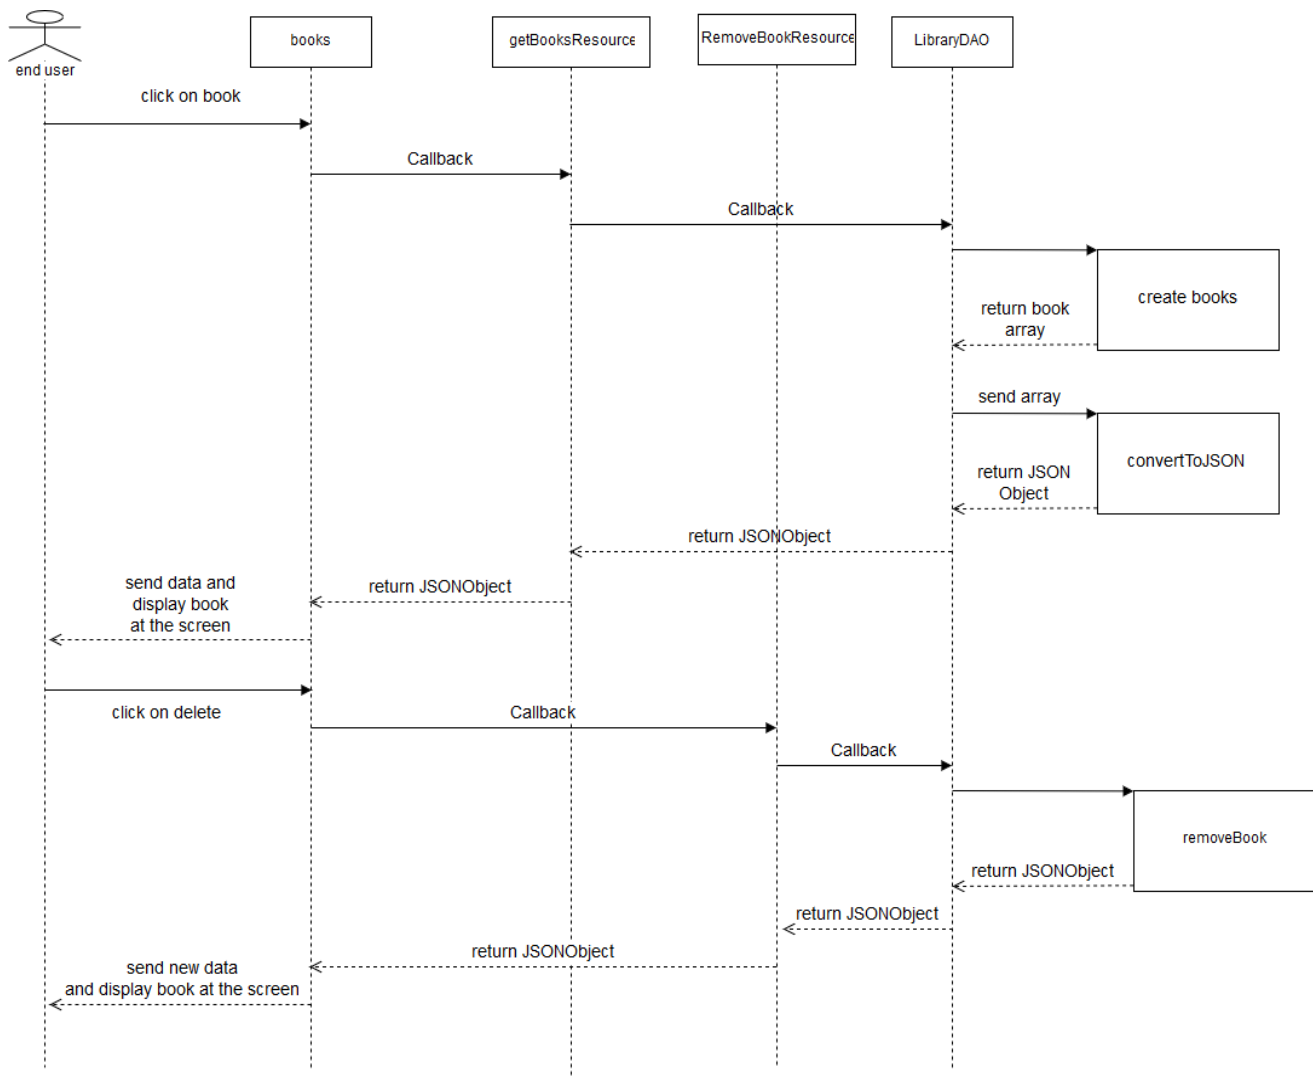 end user
books
getBooksResource
RemoveBookResource
LibraryDAO
click on book
Callback
Callback
create books
return book
array
send array
convertToJSON
return JSON
Object
return JSONObject
return JSONObject
send data and
display book
at the screen
click on delete
Callback
Callback
removeBook
return JSONObject
return JSONObject
return JSONObject
send new data
and display book at the screen